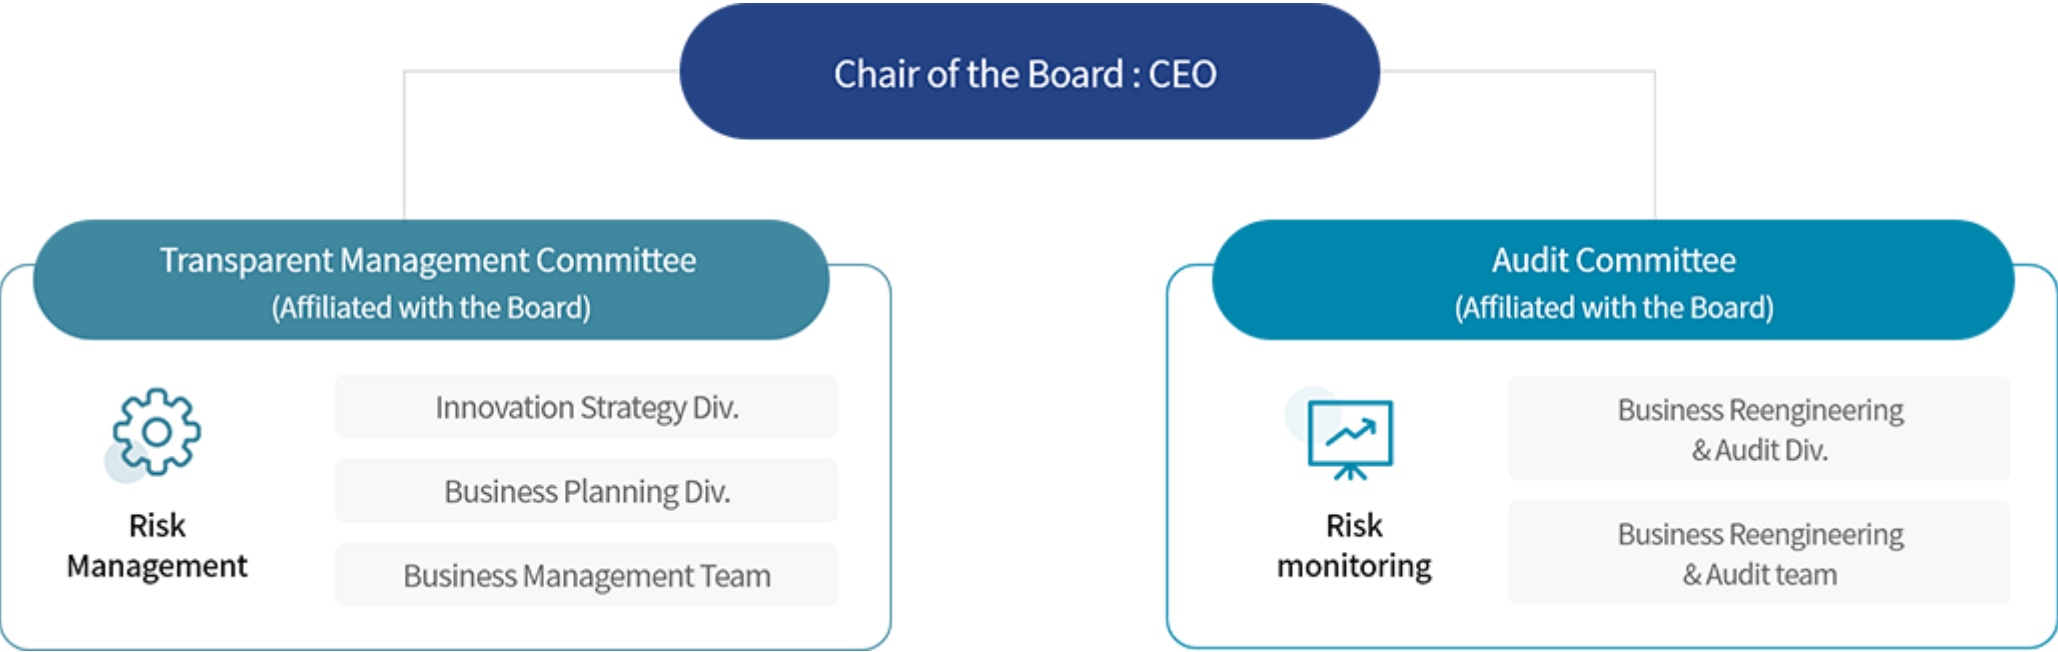 Chair of the Board : CEO
Transparent Management Committee
(Affiliated with the Board)
Risk
Management
Innovation Strategy Div.
Business Planning Div.
Business Management Team
Audit Committee
(Affiliated with the Board)
Risk
monitoring
Business Reengineering
& Audit Div.
Business Reengineering
& Audit team